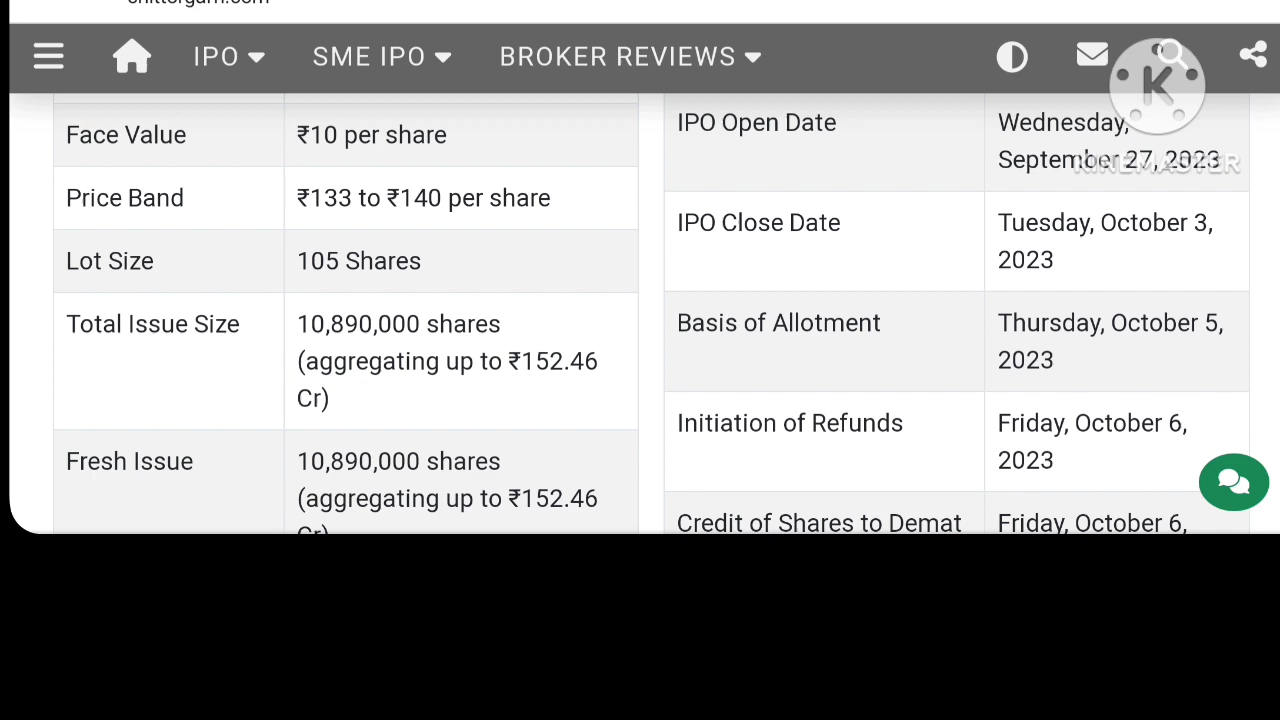 chittorgarh.com
IPO
SME IPO
BROKER REVIEWS
K
KINEMASTER
Face Value
₹10 per share
Price Band
₹133 to ₹140 per share
Lot Size
105 Shares
Total Issue Size
10,890,000 shares
(aggregating up to ₹152.46
Cr)
Fresh Issue
10,890,000 shares
(aggregating up to ₹152.46
Cr)
IPO Open Date
Wednesday,
September 27, 2023
IPO Close Date
Tuesday, October 3,
2023
Basis of Allotment
Thursday, October 5,
2023
Initiation of Refunds
Friday, October 6,
2023
Credit of Shares to Demat
Friday, October 6,